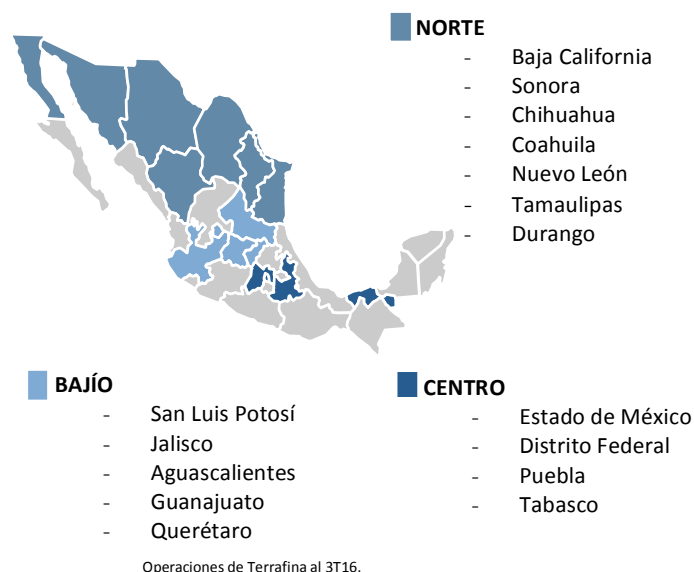 NORTE
- Baja California
- Sonora
- Chihuahua
- Coahuila
- Nuevo León
- Tamaulipas
- Durango
BAJÍO
- San Luis Potosí
- Jalisco
- Aguascalientes
- Guanajuato
- Querétaro
CENTRO
- Estado de México
- Distrito Federal
- Puebla
- Tabasco
Operaciones de Terrafina al 3T16.